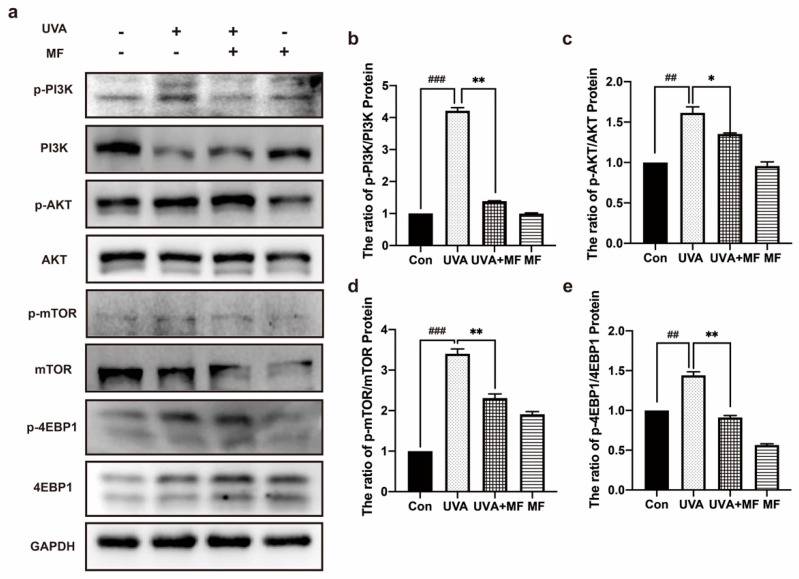 a
UVA - + + -
MF - - + +
p-PI3K
PI3K
p-AKT
AKT
p-mTOR
mTOR
p-4EBP1
4EBP1
GAPDH
b
The ratio of p-PI3K/PI3K Protein
5
4
3
2
1
0
###
**
Con UVA UVA+MF MF
c
The ratio of p-AKT/AKT Protein
2.0
1.5
1.0
0.5
0.0
##
*
Con UVA UVA+MF MF
d
The ratio of p-mTOR/mTOR Protein
4
3
2
1
0
###
**
Con UVA UVA+MF MF
e
The ratio of p-4EBP1/4EBP1 Protein
2.0
1.5
1.0
0.5
0.0
##
**
Con UVA UVA+MF MF